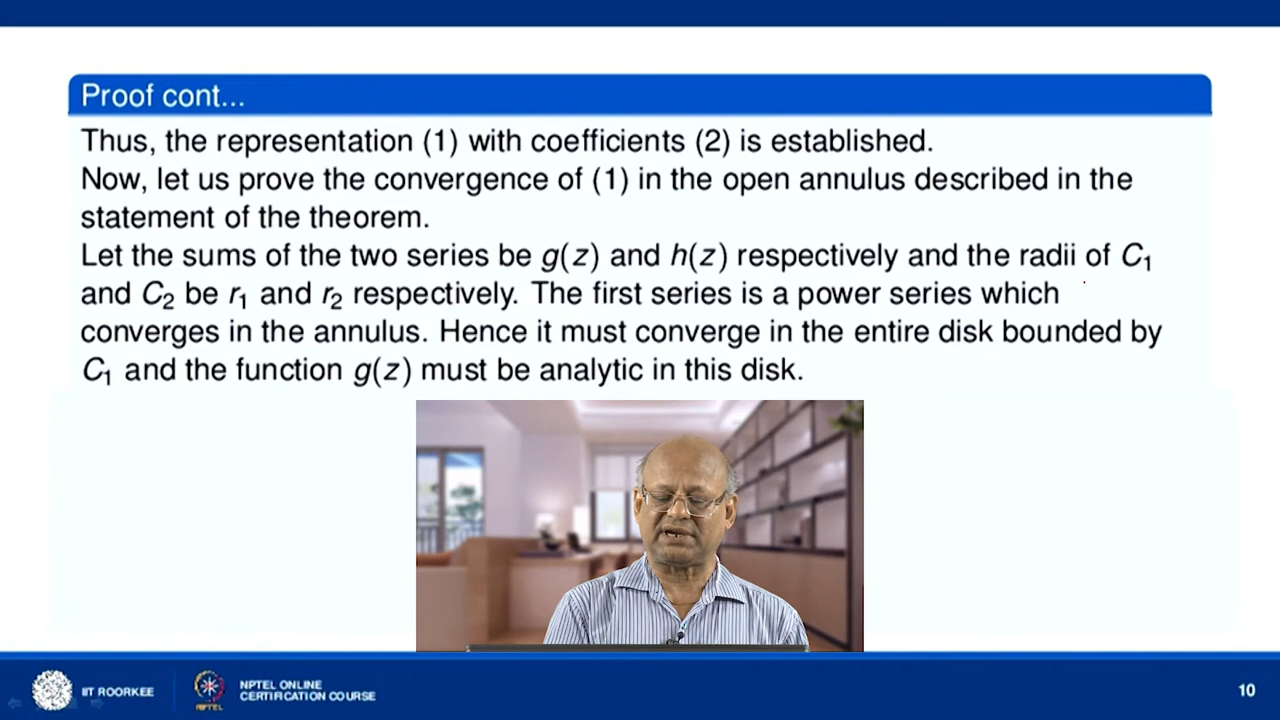 Proof cont...
Thus, the representation (1) with coefficients (2) is established.
Now, let us prove the convergence of (1) in the open annulus described in the
statement of the theorem.
Let the sums of the two series be g(z) and h(z) respectively and the radii of C₁
and C₂ be r₁ and r₂ respectively. The first series is a power series which
converges in the annulus. Hence it must converge in the entire disk bounded by
C₁ and the function g(z) must be analytic in this disk.
IIT ROORKEE
NPTEL ONLINE
CERTIFICATION COURSE
NPTEL
10